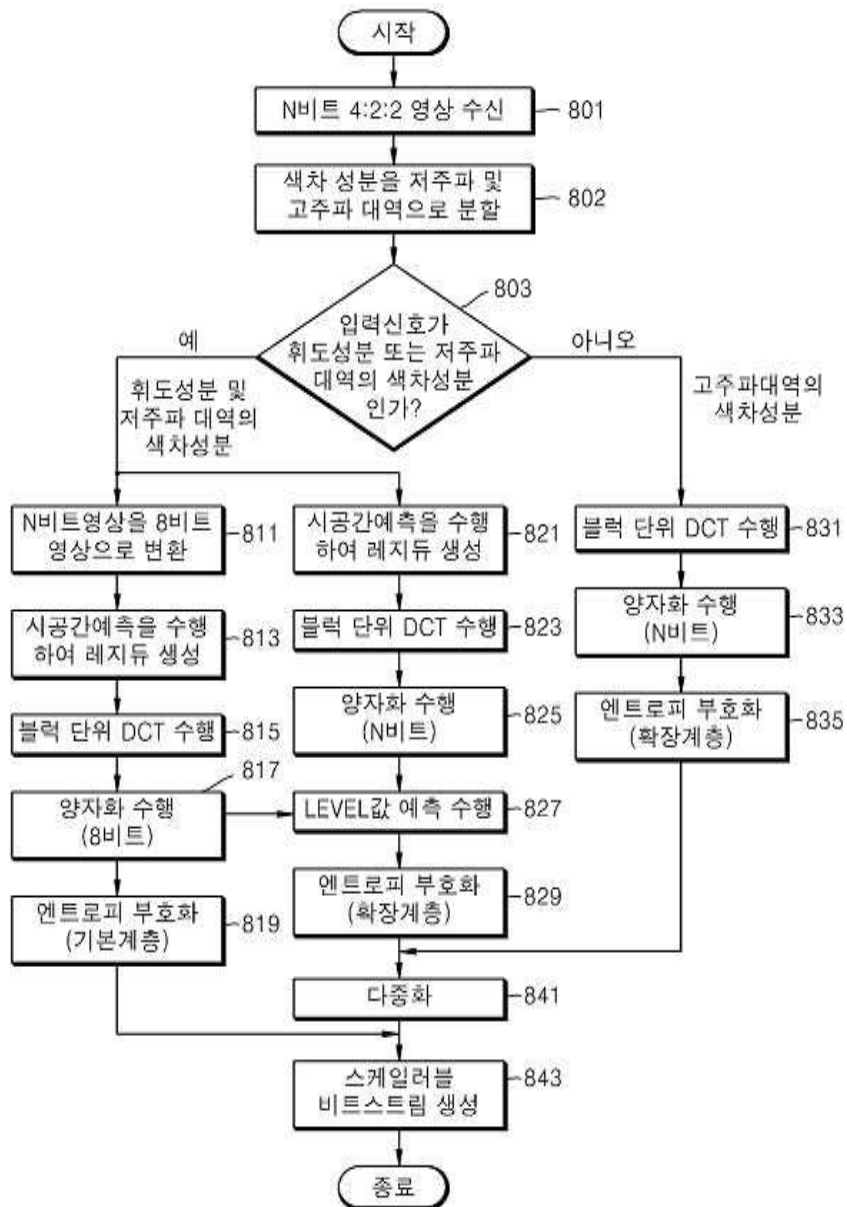 시작
N비트 4:2:2 영상 수신
801
색차 성분을 저주파 및
고주파 대역으로 분할
802
803
입력신호가
휘도성분 또는 저주파
대역의 색차성분
인가?
예
아니오
휘도성분 및
저주파 대역의
색차성분
고주파대역의
색차성분
N비트영상을 8비트
영상으로 변환
811
시공간예측을 수행
하여 레지듀 생성
813
블럭 단위 DCT 수행
815
817
양자화 수행
(8비트)
엔트로피 부호화
(기본계층)
819
시공간예측을 수행
하여 레지듀 생성
821
블럭 단위 DCT 수행
823
양자화 수행
(N비트)
825
LEVEL값 예측 수행
827
엔트로피 부호화
(확장계층)
829
블럭 단위 DCT 수행
831
양자화 수행
(N비트)
833
엔트로피 부호화
(확장계층)
835
다중화
841
스케일러블
비트스트림 생성
843
종료